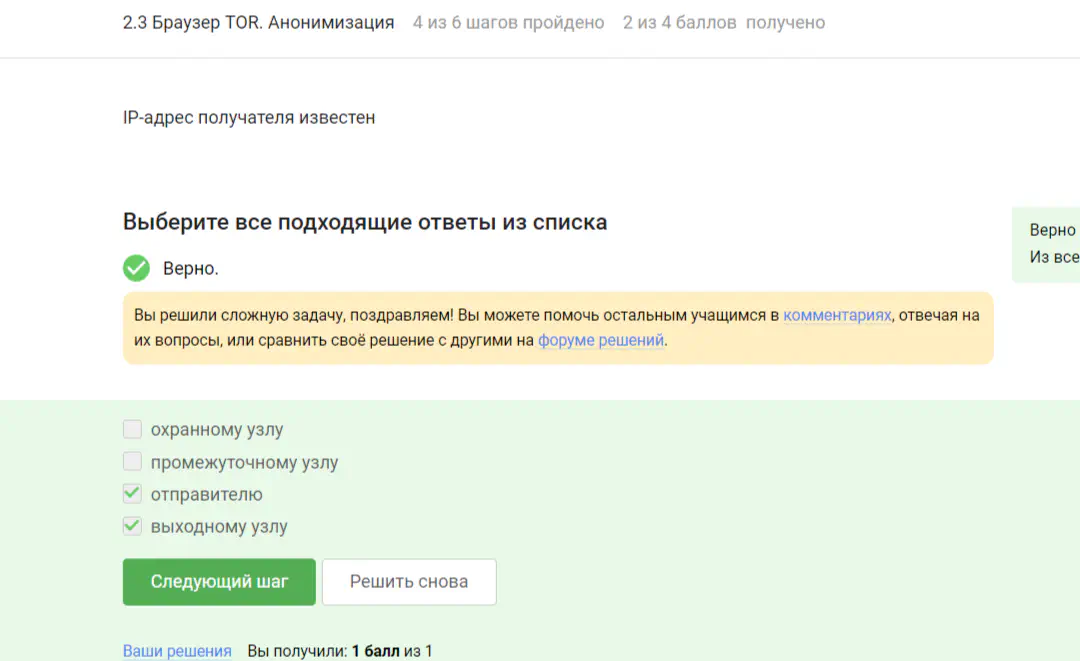 2.3 Браузер TOR. Анонимизация 4 из 6 шагов пройдено 2 из 4 баллов получено
IP-адрес получателя известен
Выберите все подходящие ответы из списка
Верно.
Верно
Из все
Вы решили сложную задачу, поздравляем! Вы можете помочь остальным учащимся в комментариях, отвечая на
их вопросы, или сравнить своё решение с другими на форуме решений.
охранному узлу
промежуточному узлу
отправителю
выходному узлу
Следующий шаг Решить снова
Ваши решения Вы получили: 1 балл из 1